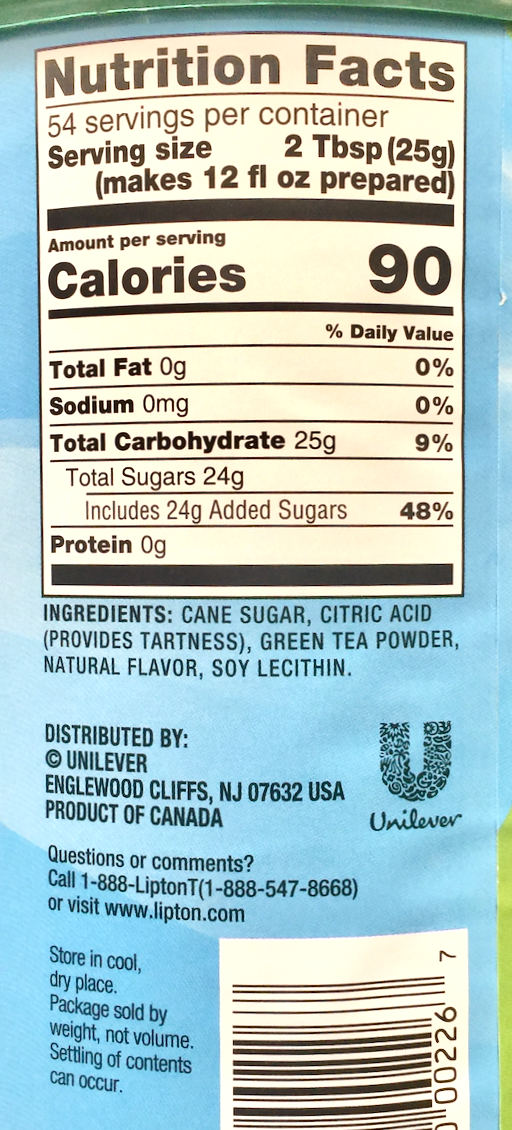 Nutrition Facts
54 servings per container
Serving size 2 Tbsp (25g)
(makes 12 fl oz prepared)
Amount per serving
Calories 90
% Daily Value
Total Fat 0g 0%
Sodium 0mg 0%
Total Carbohydrate 25g 9%
Total Sugars 24g
Includes 24g Added Sugars 48%
Protein 0g
INGREDIENTS: CANE SUGAR, CITRIC ACID
(PROVIDES TARTNESS), GREEN TEA POWDER,
NATURAL FLAVOR, SOY LECITHIN.
DISTRIBUTED BY:
© UNILEVER
ENGLEWOOD CLIFFS, NJ 07632 USA
PRODUCT OF CANADA
Unilever
Questions or comments?
Call 1-888-LiptonT(1-888-547-8668)
or visit www.lipton.com
Store in cool,
dry place.
Package sold by
weight, not volume.
Settling of contents
can occur.
00226 7